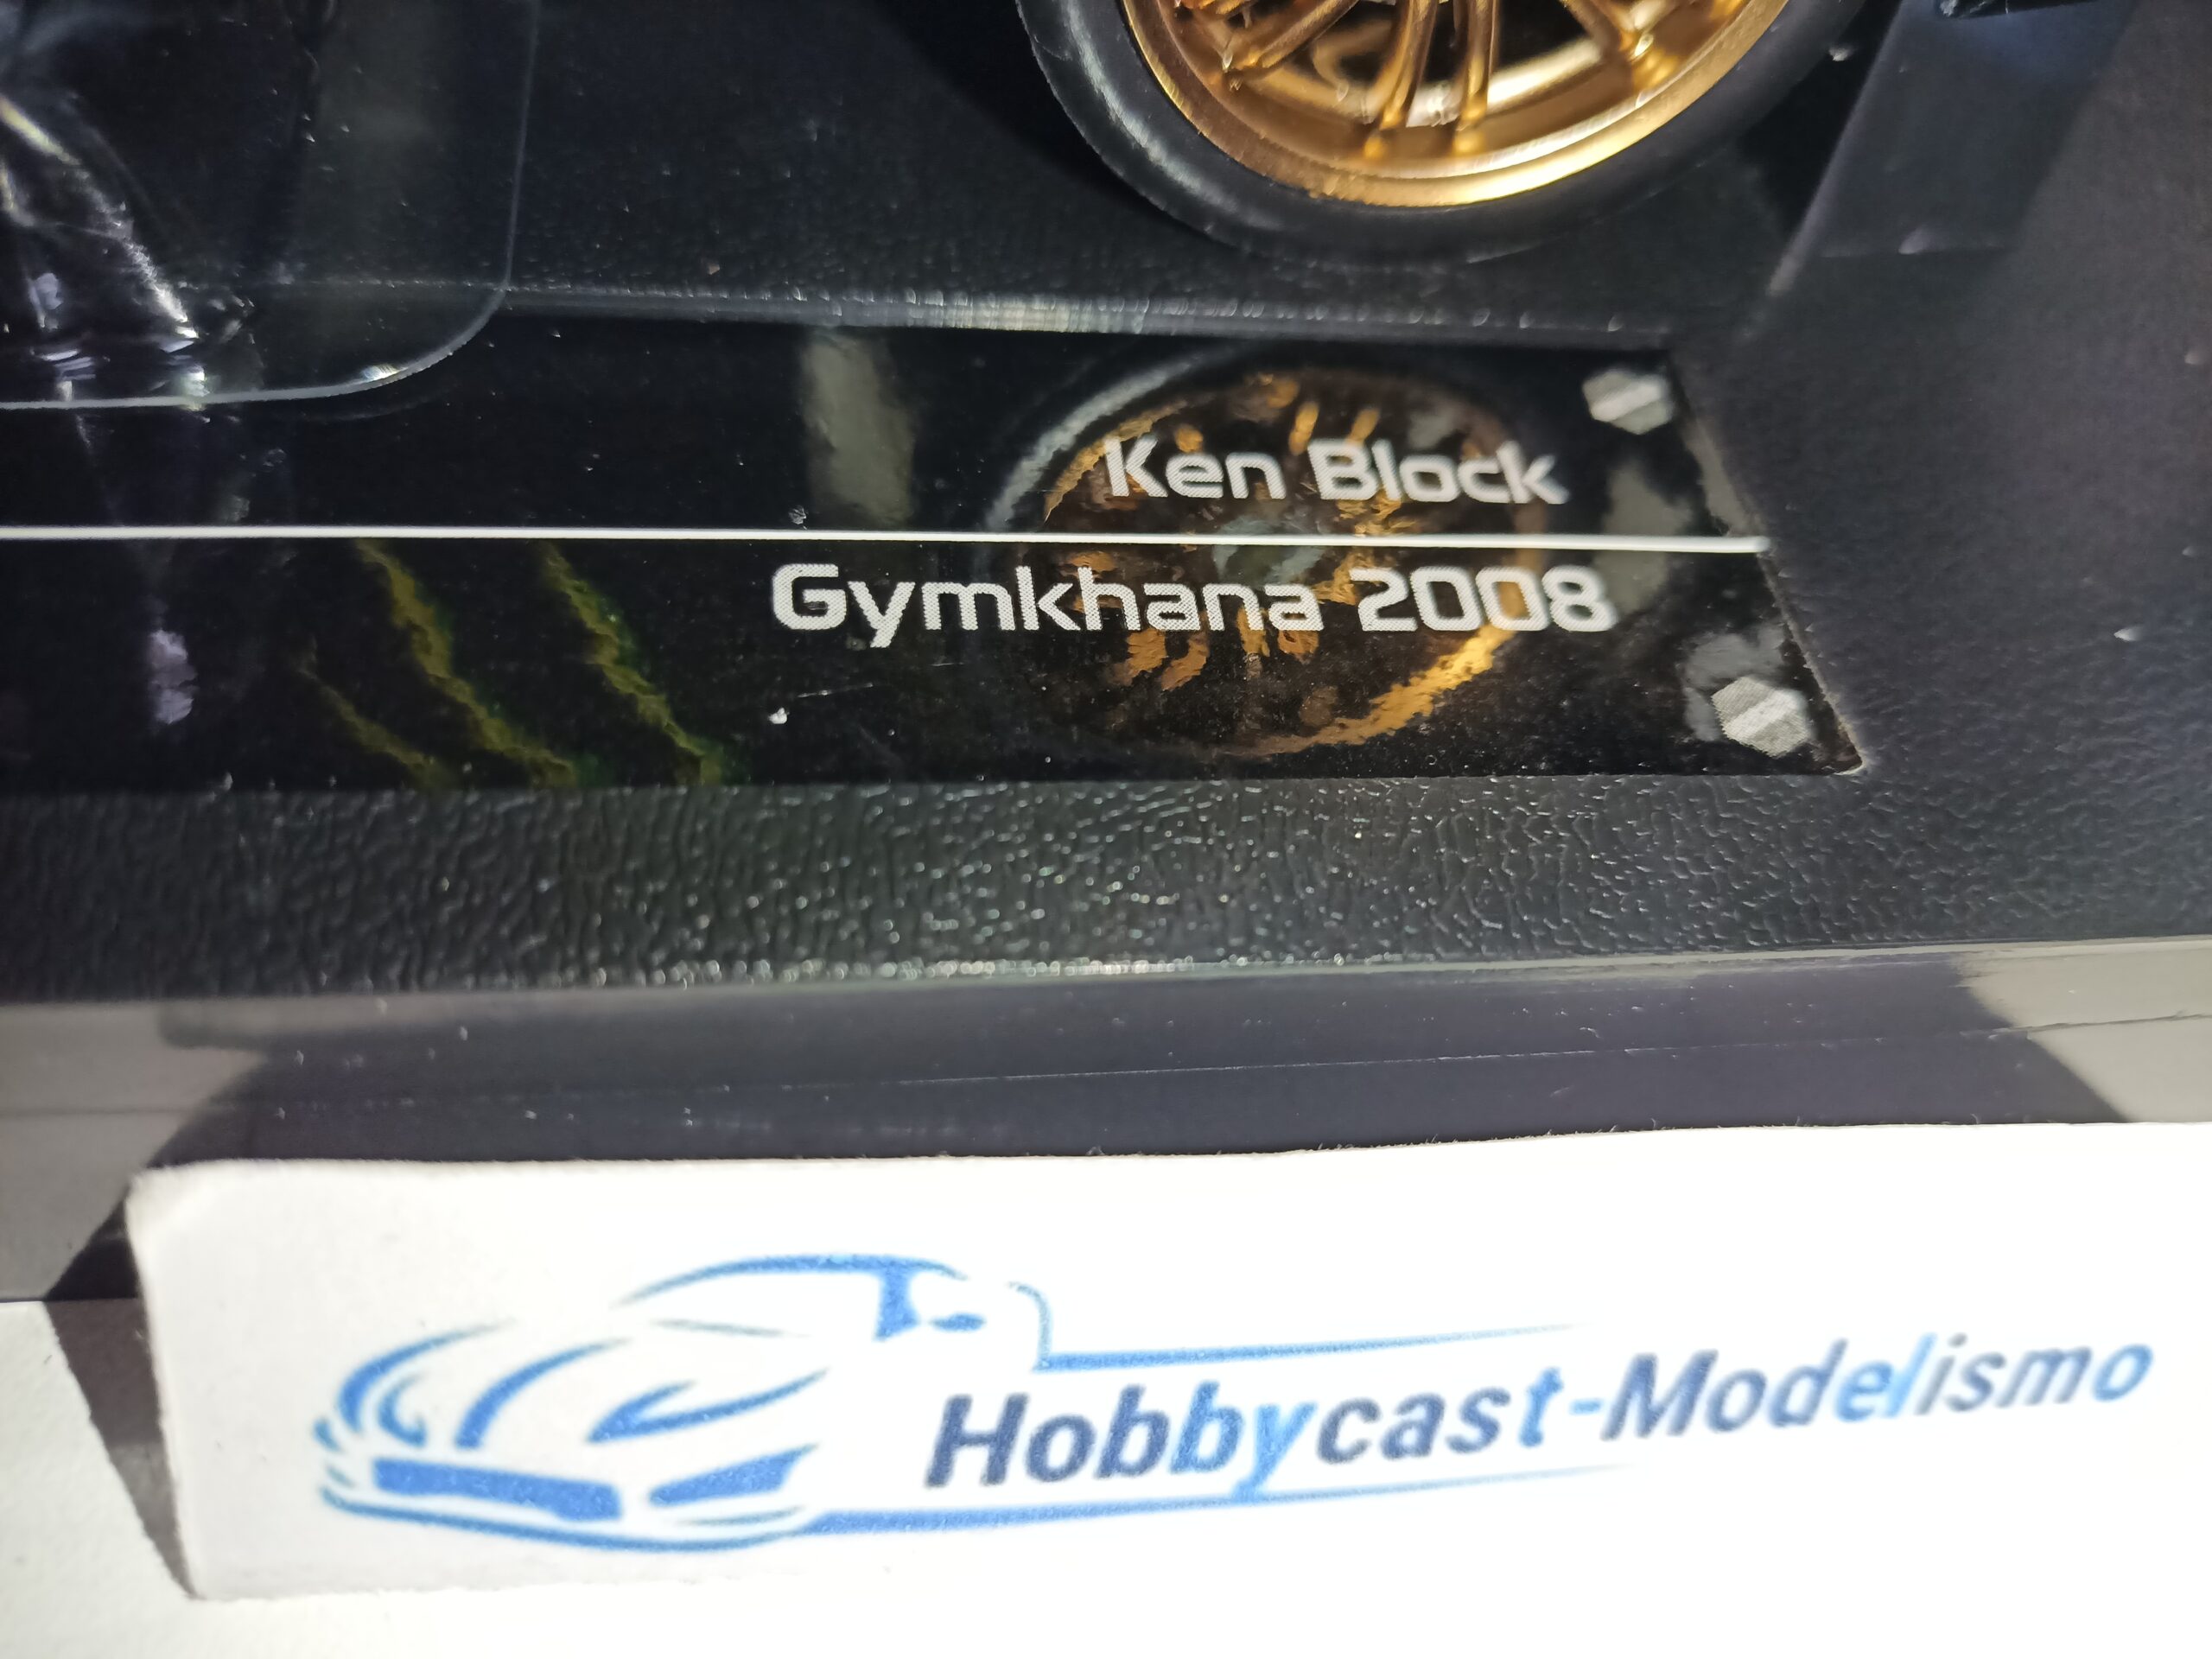 Ken Block
Gymkhana 2008
Hobbycast-Modelismo